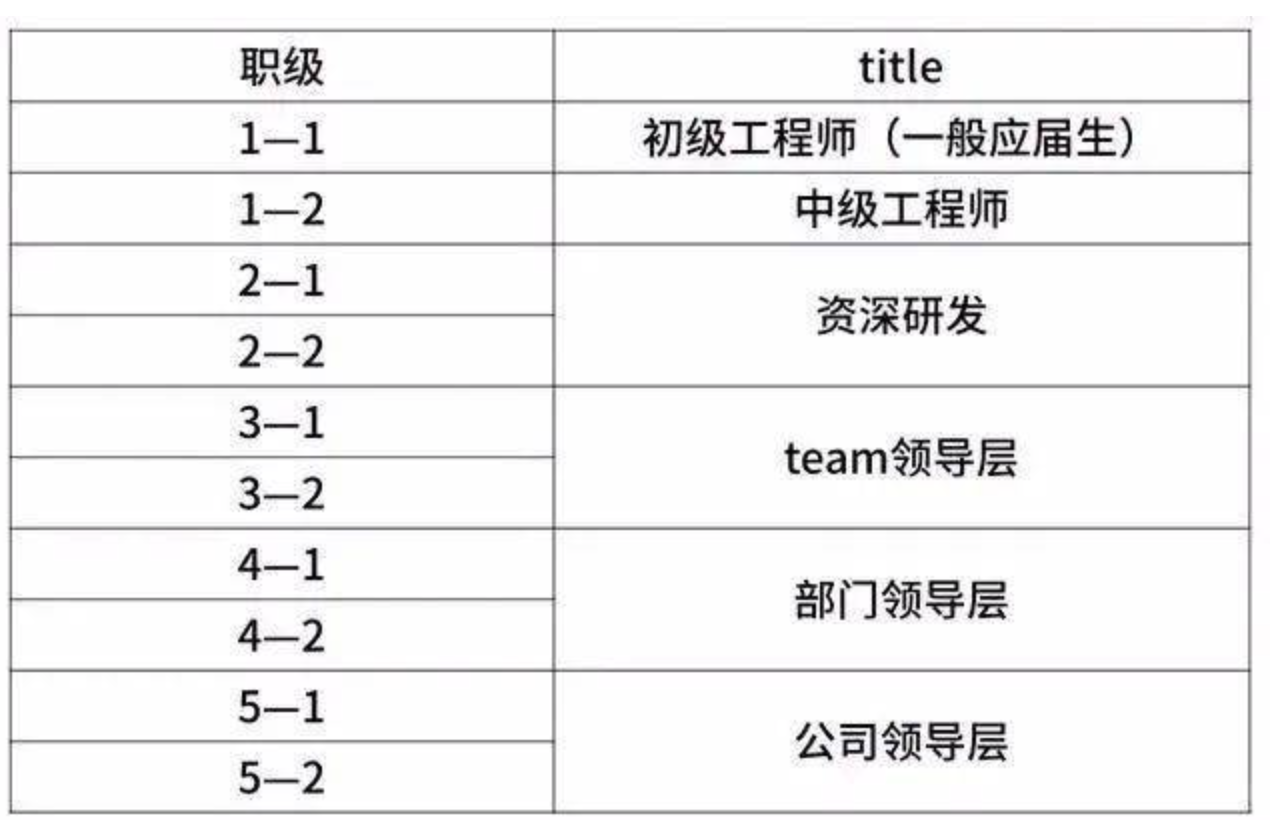 职级 title
1—1 初级工程师（一般应届生）
1—2 中级工程师
2—1
资深研发
2—2
3—1
team领导层
3—2
4—1
部门领导层
4—2
5—1
公司领导层
5—2